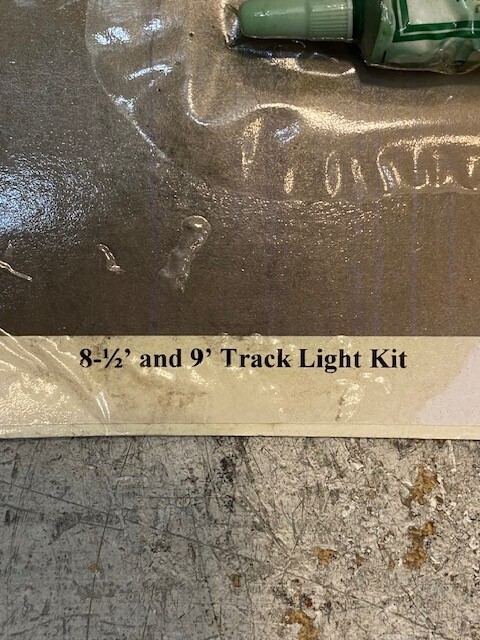 8-½’ and 9’ Track Light Kit